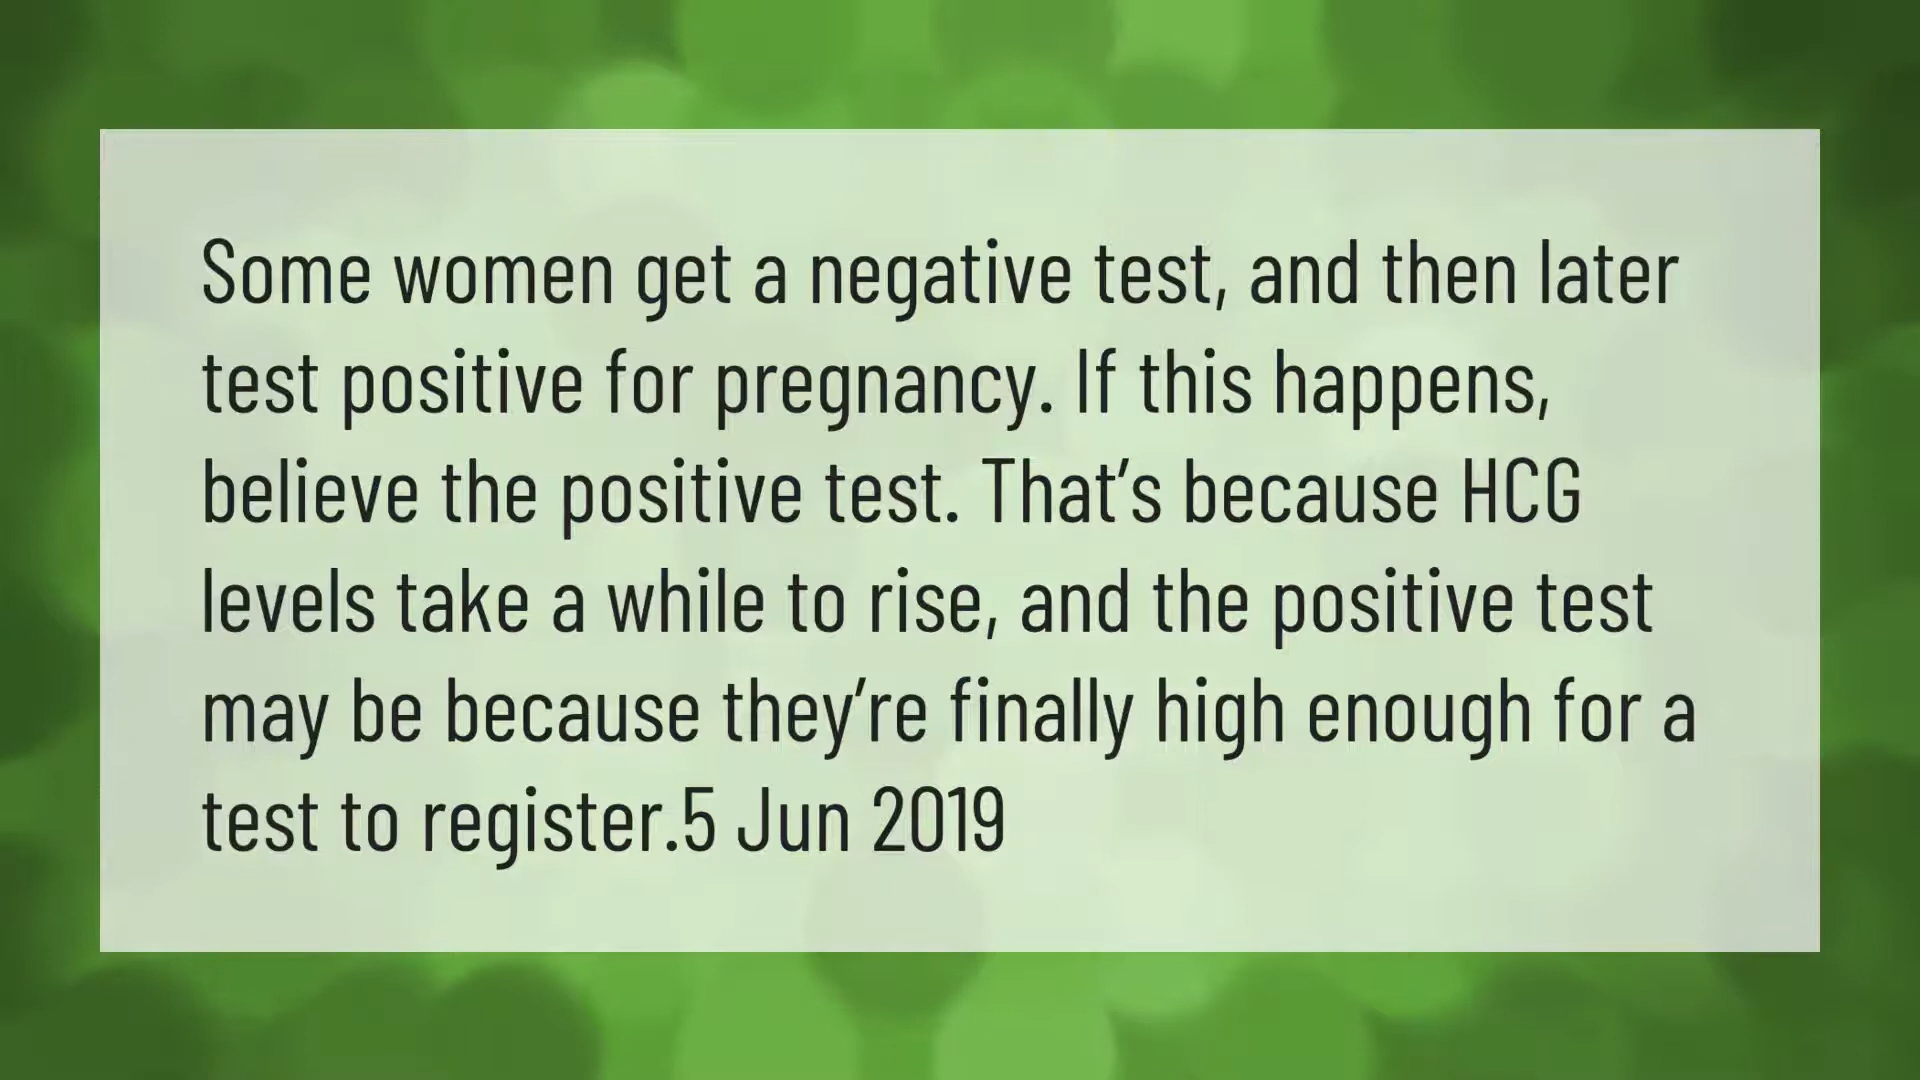 Some women get a negative test, and then later
test positive for pregnancy. If this happens,
believe the positive test. That’s because HCG
levels take a while to rise, and the positive test
may be because they’re finally high enough for a
test to register.5 Jun 2019